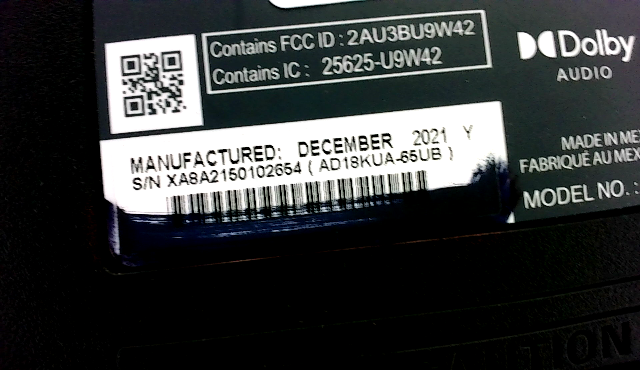 Contains FCC ID : 2AU3BU9W42
Contains IC : 25625-U9W42
Dolby
AUDIO
MANUFACTURED: DECEMBER 2021 Y
S/N XA8A2150102654 ( AD18KUA-65UB )
MADE IN ME
FABRIQUÉ AU MEX
MODEL NO. :